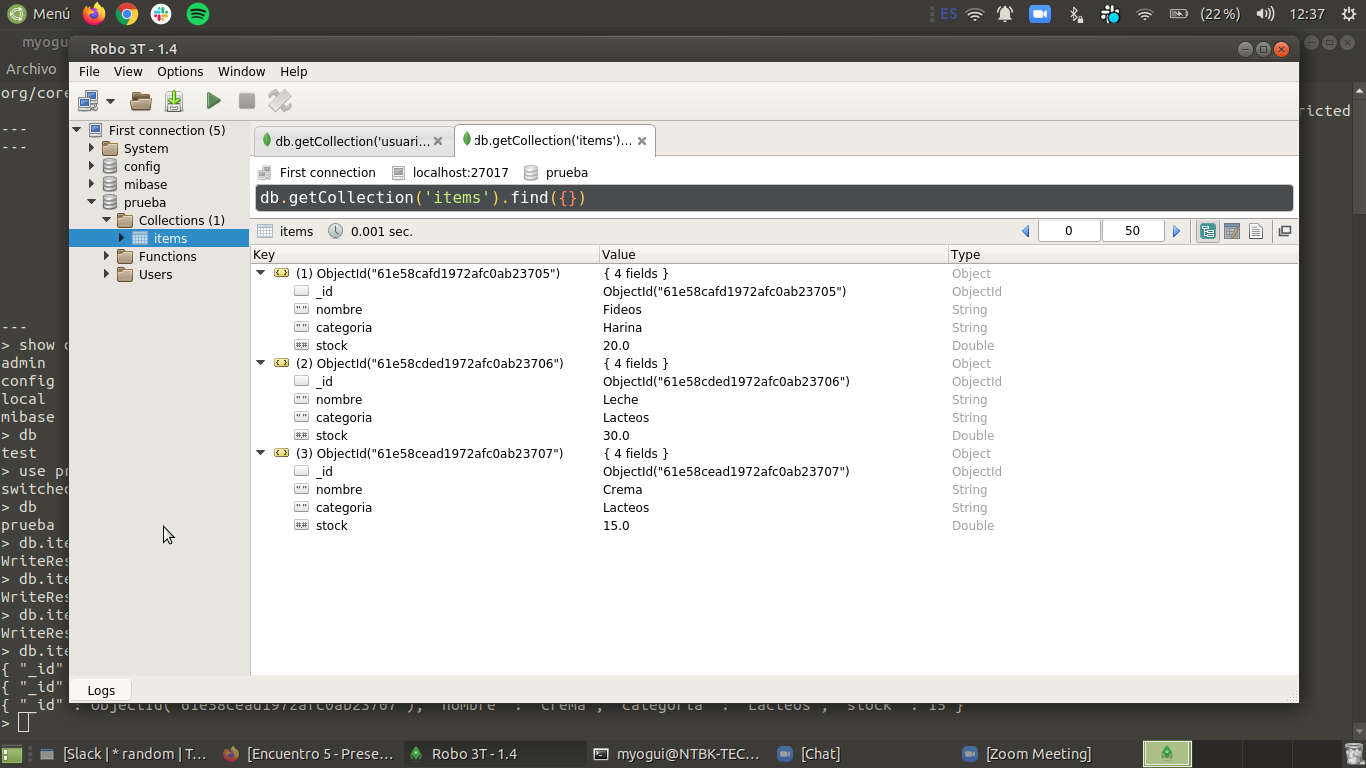 Menú
ES
(22%)
12:37
myogui
Robo 3T - 1.4
Archivo
File View Options Window Help
org/core
ricted
---
---
First connection (5)
System
config
mibase
prueba
Collections (1)
items
Functions
Users
db.getCollection('usuari...
db.getCollection('items')...
First connection localhost:27017 prueba
db.getCollection('items').find({})
items 0.001 sec.
0 50
Key Value Type
(1) ObjectId("61e58cafd1972afc0ab23705") { 4 fields } Object
_id ObjectId("61e58cafd1972afc0ab23705") ObjectId
nombre Fideos String
categoria Harina String
stock 20.0 Double
(2) ObjectId("61e58cded1972afc0ab23706") { 4 fields } Object
_id ObjectId("61e58cded1972afc0ab23706") ObjectId
nombre Leche String
categoria Lacteos String
stock 30.0 Double
(3) ObjectId("61e58cead1972afc0ab23707") { 4 fields } Object
_id ObjectId("61e58cead1972afc0ab23707") ObjectId
nombre Crema String
categoria Lacteos String
stock 15.0 Double
---
> show
admin
config
local
mibase
> db
test
> use pr
switched
> db
prueba
> db.ite
WriteRes
> db.ite
WriteRes
> db.ite
WriteRes
> db.ite
{ "_id"
{ "_id"
{ "_id" : ObjectId("61e58cead1972afc0ab23707"), "nombre" : "Crema", "categoria" : "Lacteos", "stock" : 15 }
>
Logs
[Slack | * random | T...
[Encuentro 5 - Prese...
Robo 3T - 1.4
myogui@NTBK-TEC...
[Chat]
[Zoom Meeting]